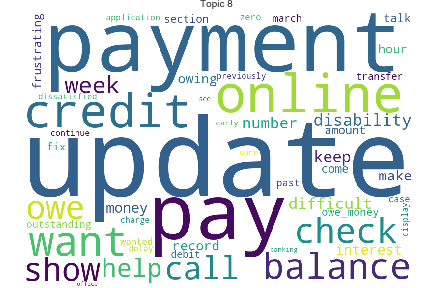 Topic 8
application zero march talk
section hour
frustrating payment
week owing previously transfer
dissatisfied see online
credit early number disability
continue amount
fix sure keep make
update past come case
owe money charge pay difficult display
outstanding owe_money check
want wanted delay record interest
debit banking
show help call balance
office